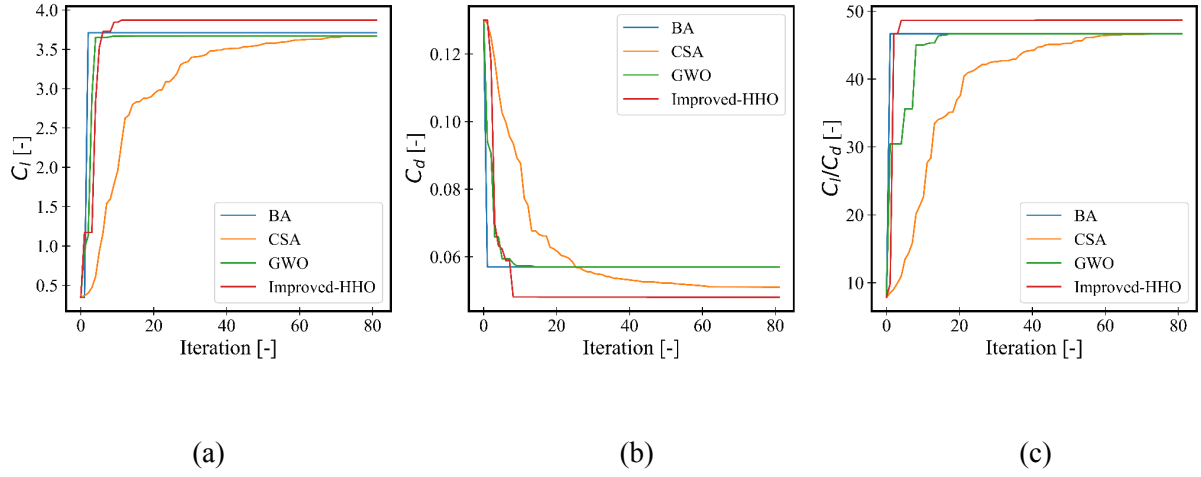 4.0
3.5
3.0
2.5
2.0
1.5
1.0
0.5
C_l [-]
0 20 40 60 80
Iteration [-]
BA
CSA
GWO
Improved-HHO
0.12
0.10
0.08
0.06
C_d [-]
0 20 40 60 80
Iteration [-]
BA
CSA
GWO
Improved-HHO
50
40
30
20
10
C_l/C_d [-]
0 20 40 60 80
Iteration [-]
BA
CSA
GWO
Improved-HHO
(a) (b) (c)